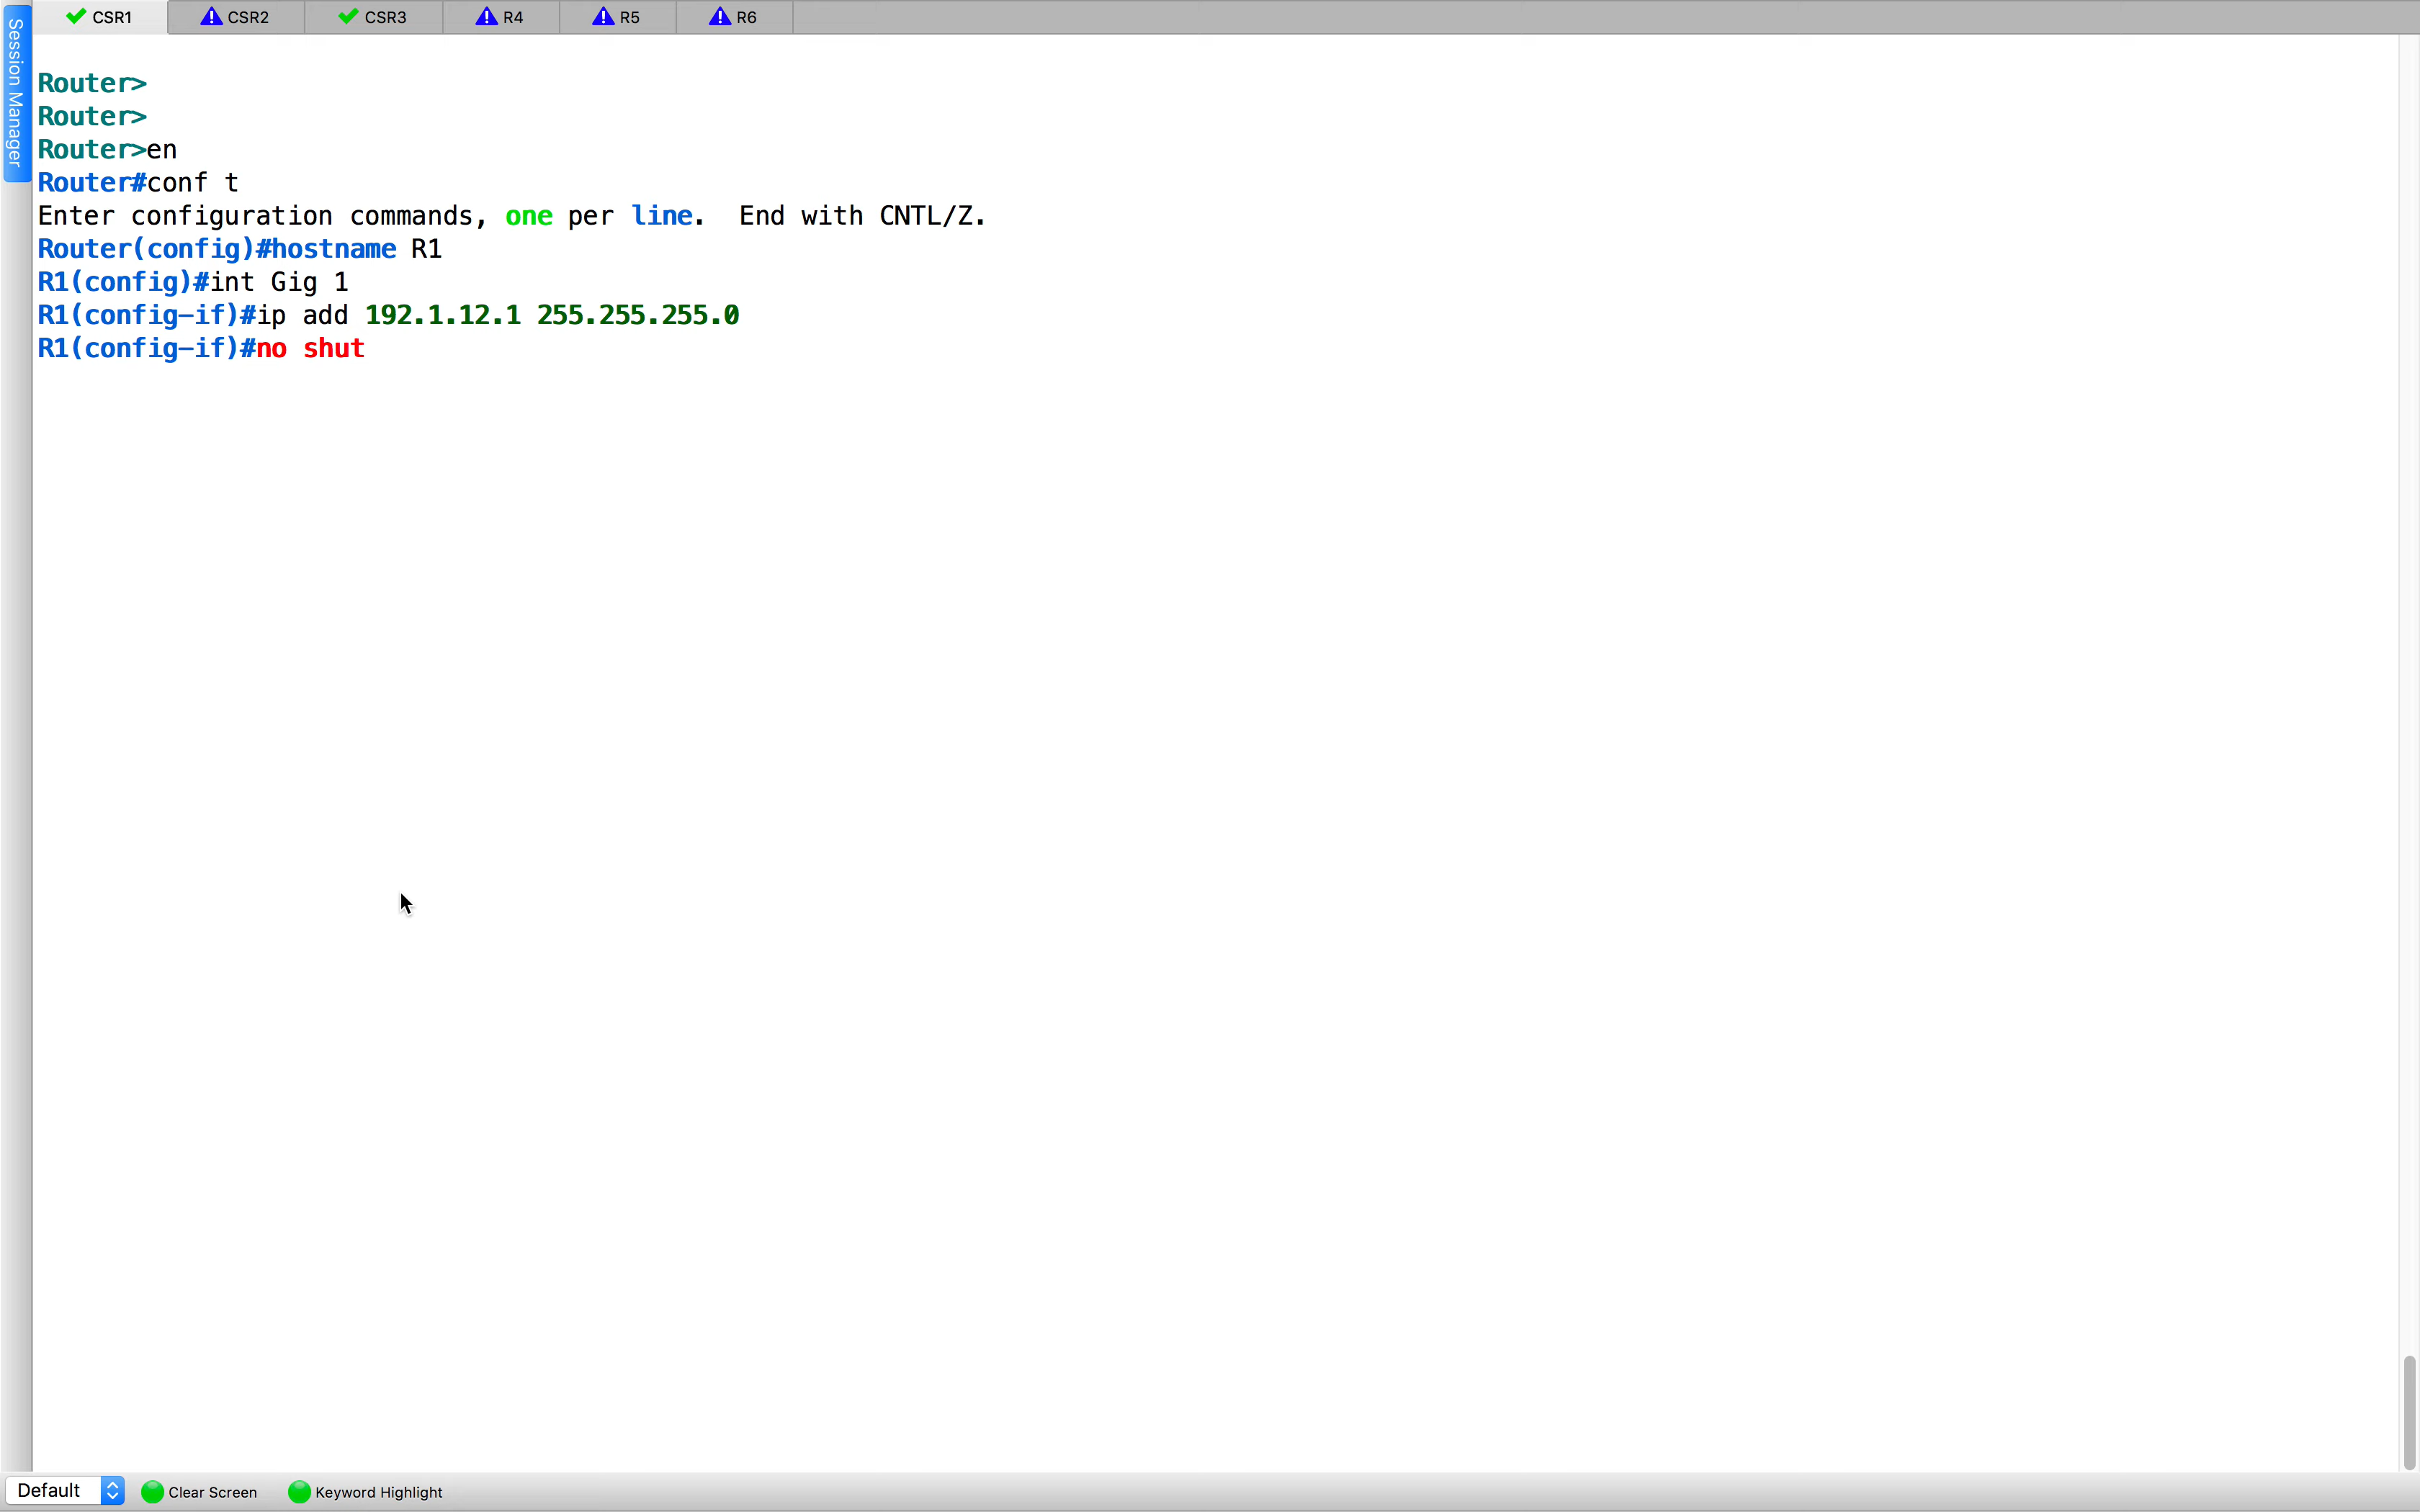 CSR1 CSR2 CSR3 R4 R5 R6
Session Manager
Router>
Router>
Router>en
Router#conf t
Enter configuration commands, one per line.  End with CNTL/Z.
Router(config)#hostname R1
R1(config)#int Gig 1
R1(config-if)#ip add 192.1.12.1 255.255.255.0
R1(config-if)#no shut
Default Clear Screen Keyword Highlight